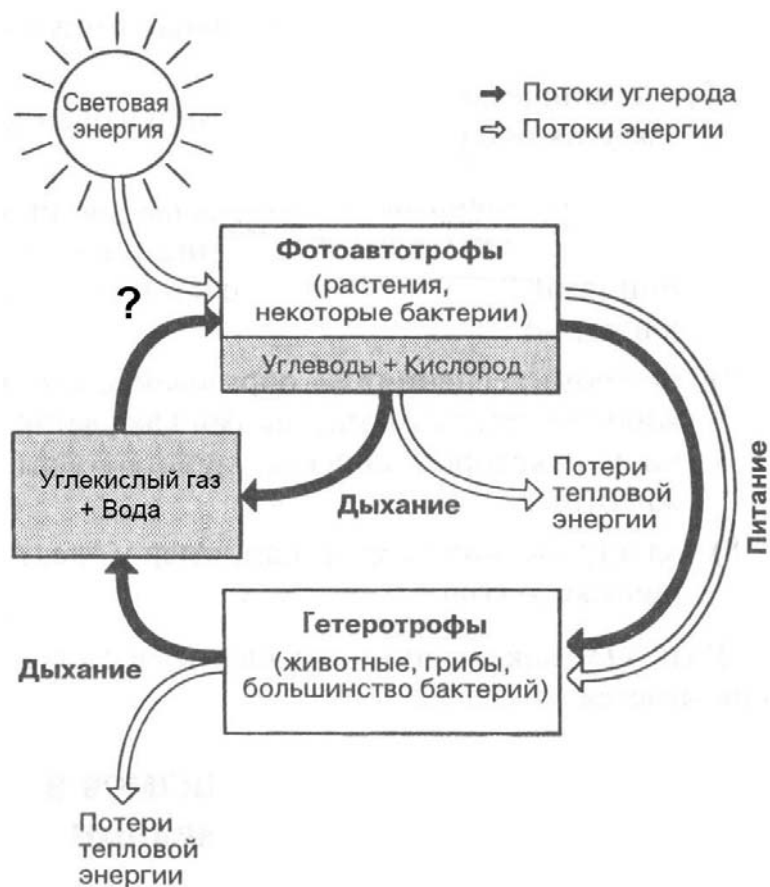 Световая
энергия
Потоки углерода
Потоки энергии
Фотоавтотрофы
(растения,
некоторые бактерии)
?
Углеводы + Кислород
Углекислый газ
+ Вода
Дыхание
Потери
тепловой
энергии
Питание
Гетеротрофы
(животные, грибы,
большинство бактерий)
Дыхание
Потери
тепловой
энергии